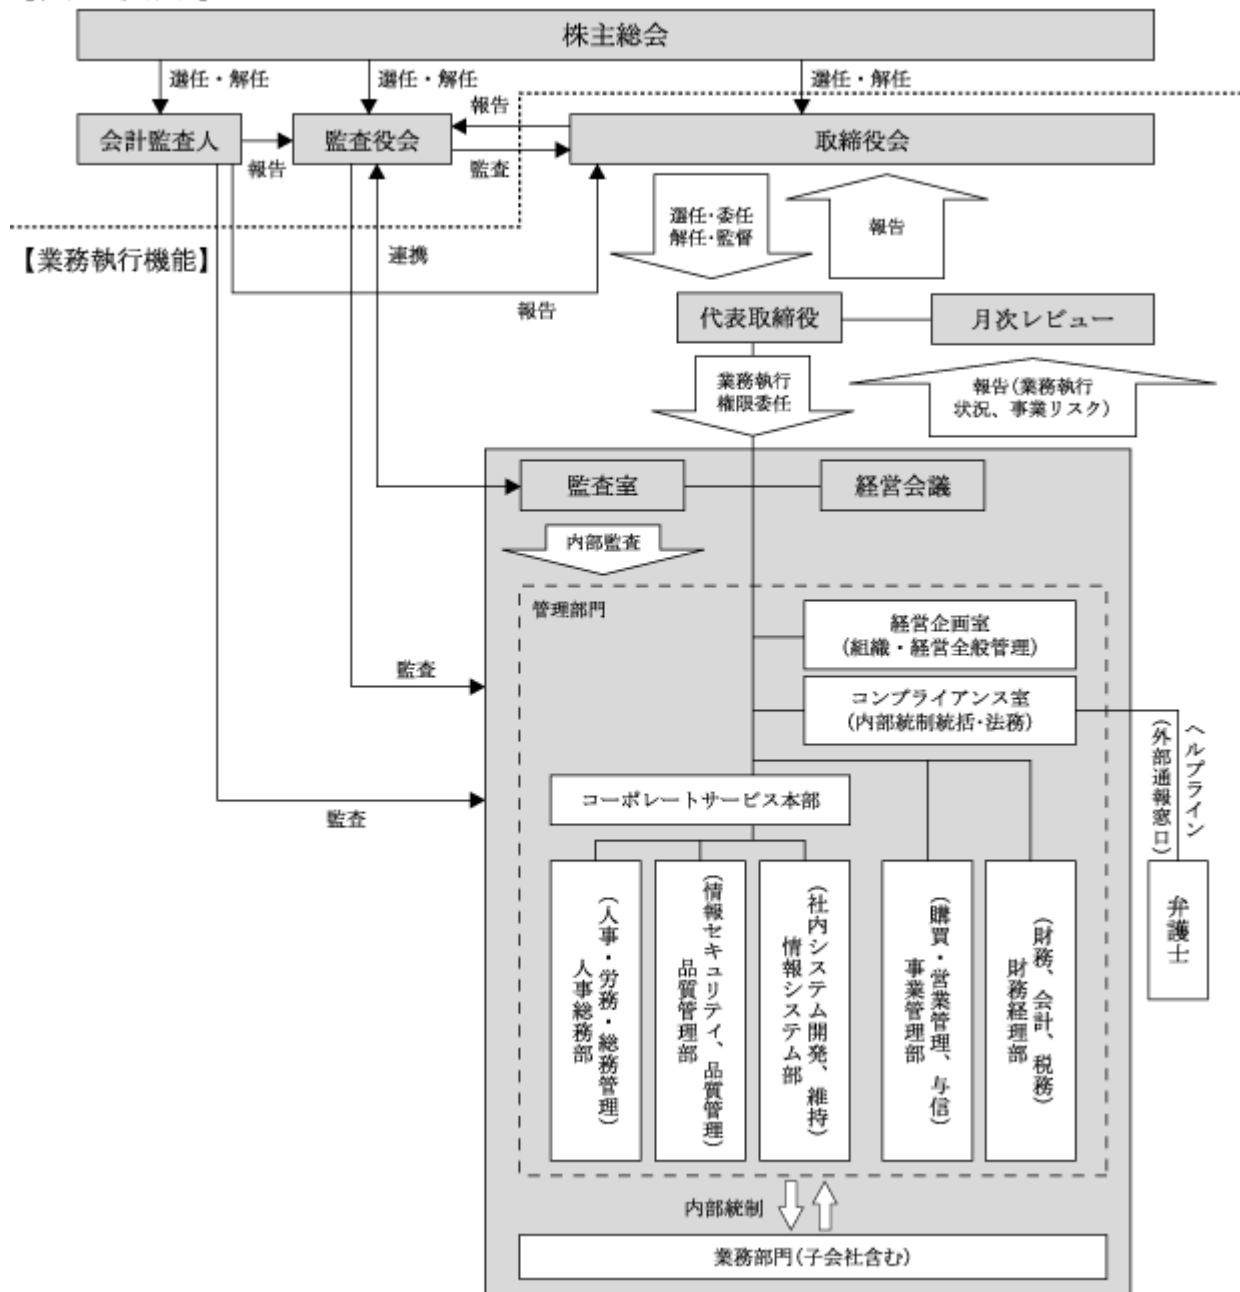 株主総会
選任・解任
選任・解任
選任・解任
報告
会計監査人
監査役会
取締役会
報告
監査
選任・委任
解任・監督
報告
【業務執行機能】
連携
報告
代表取締役
月次レビュー
業務執行
権限委任
報告(業務執行
状況、事業リスク)
監査室
経営会議
内部監査
管理部門
経営企画室
(組織・経営全般管理)
監査
コンプライアンス室
(内部統制統括・法務)
ヘルプライン
(外部通報窓口)
コーポレートサービス本部
監査
(人事・労務・総務管理)
人事総務部
(情報セキュリティ、品質管理)
品質管理部
(社内システム開発、維持)
情報システム部
(購買・営業管理、与信)
事業管理部
(財務、会計、税務)
財務経理部
弁護士
内部統制
業務部門(子会社含む)